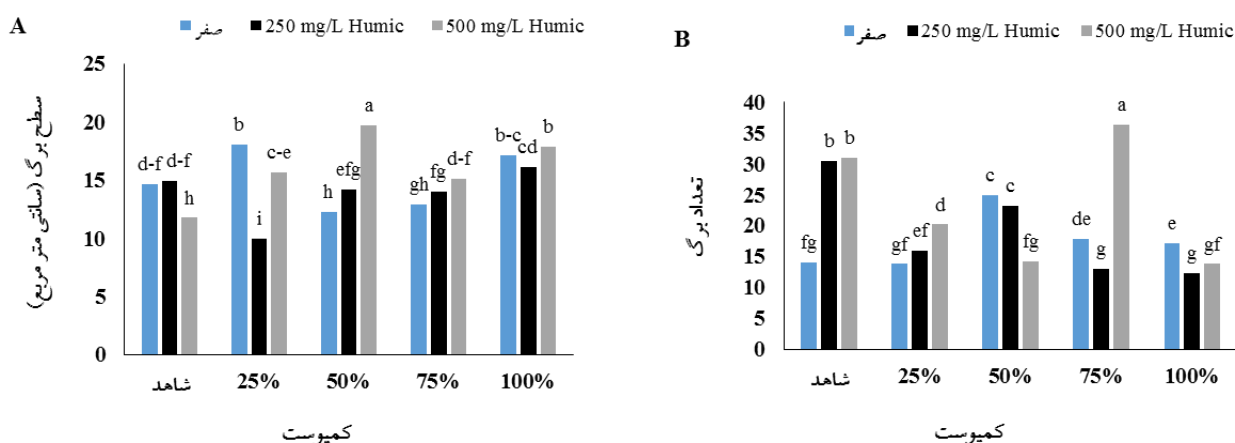 A
صفر 250 mg/L Humic 500 mg/L Humic
سطح برگ (سانتی متر مربع)
25
20
15
10
5
0
d-f d-f h
b i c-e
h efg a
gh fg d-f
b-c cd b
شاهد 25% 50% 75% 100%
کمپوست
B
صفر 250 mg/L Humic 500 mg/L Humic
تعداد برگ
40
35
30
25
20
15
10
5
0
fg b b
gf ef d
c c fg
de g a
e g gf
شاهد 25% 50% 75% 100%
کمپوست